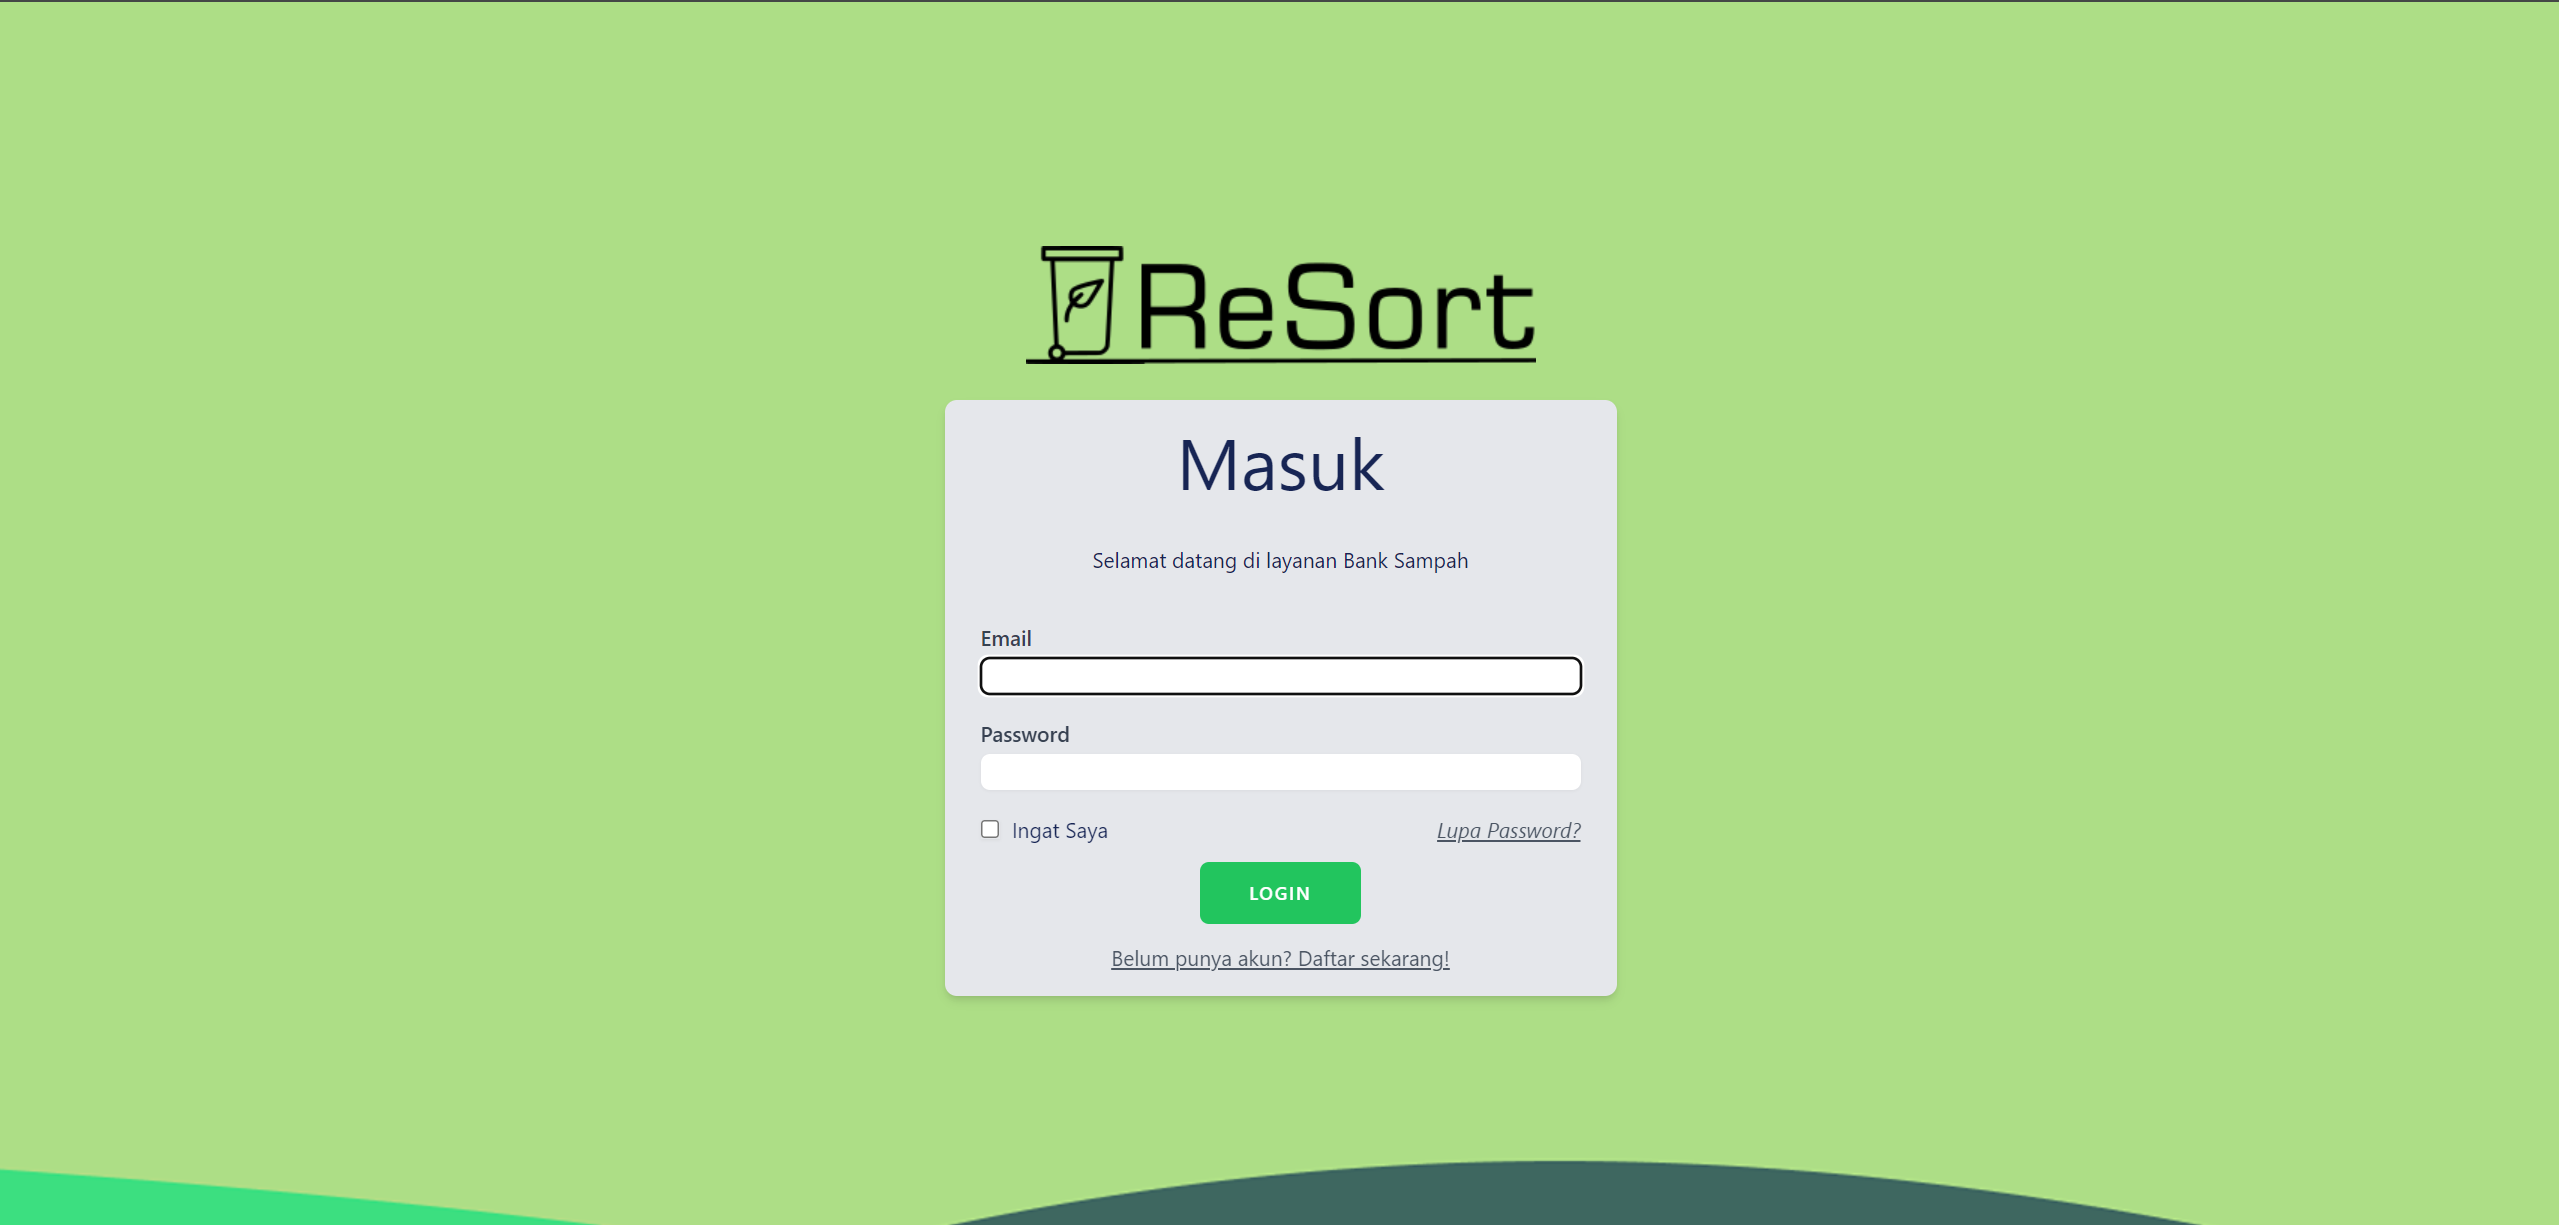 ReSort
Masuk
Selamat datang di layanan Bank Sampah
Email
Password
Ingat Saya
Lupa Password?
LOGIN
Belum punya akun? Daftar sekarang!